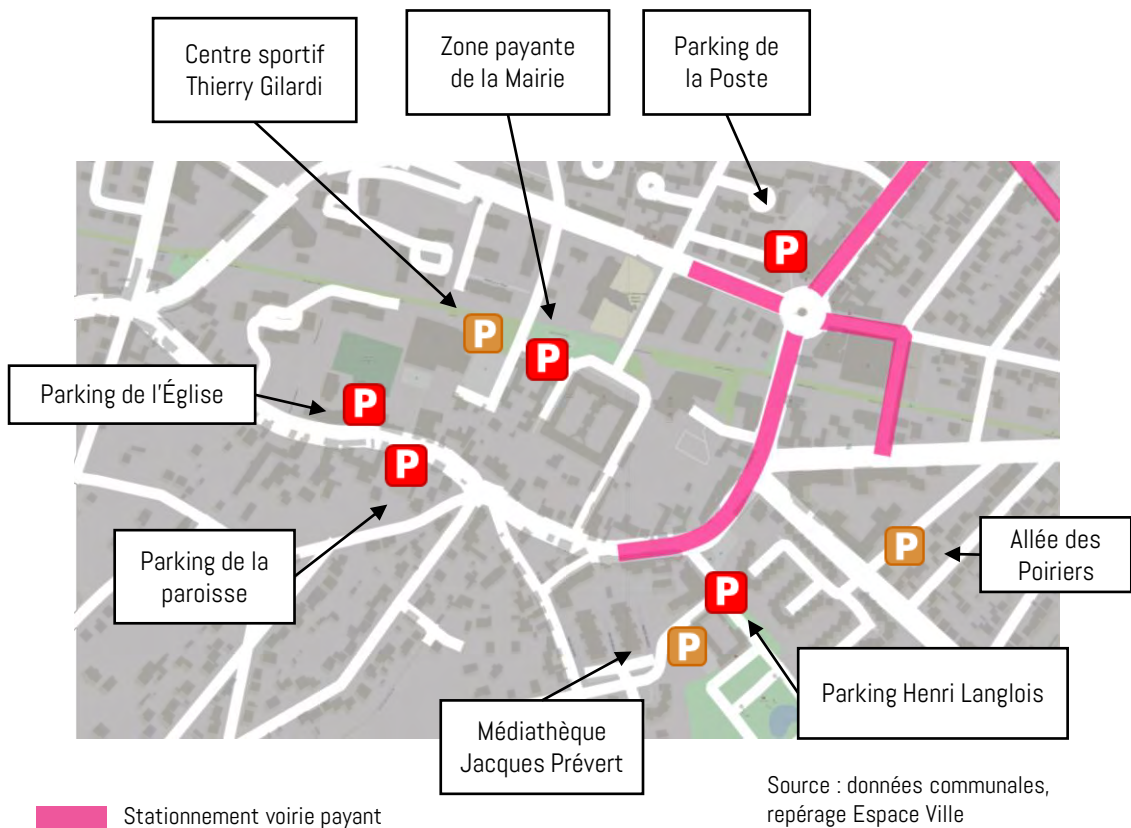 Centre sportif
Thierry Gilardi
Zone payante
de la Mairie
Parking de
la Poste
P
P
P
Parking de l'Église
P
P
Parking de la
paroisse
P
Allée des
Poiriers
P
P
Parking Henri Langlois
Médiathèque
Jacques Prévert
Stationnement voirie payant
Source : données communales,
repérage Espace Ville